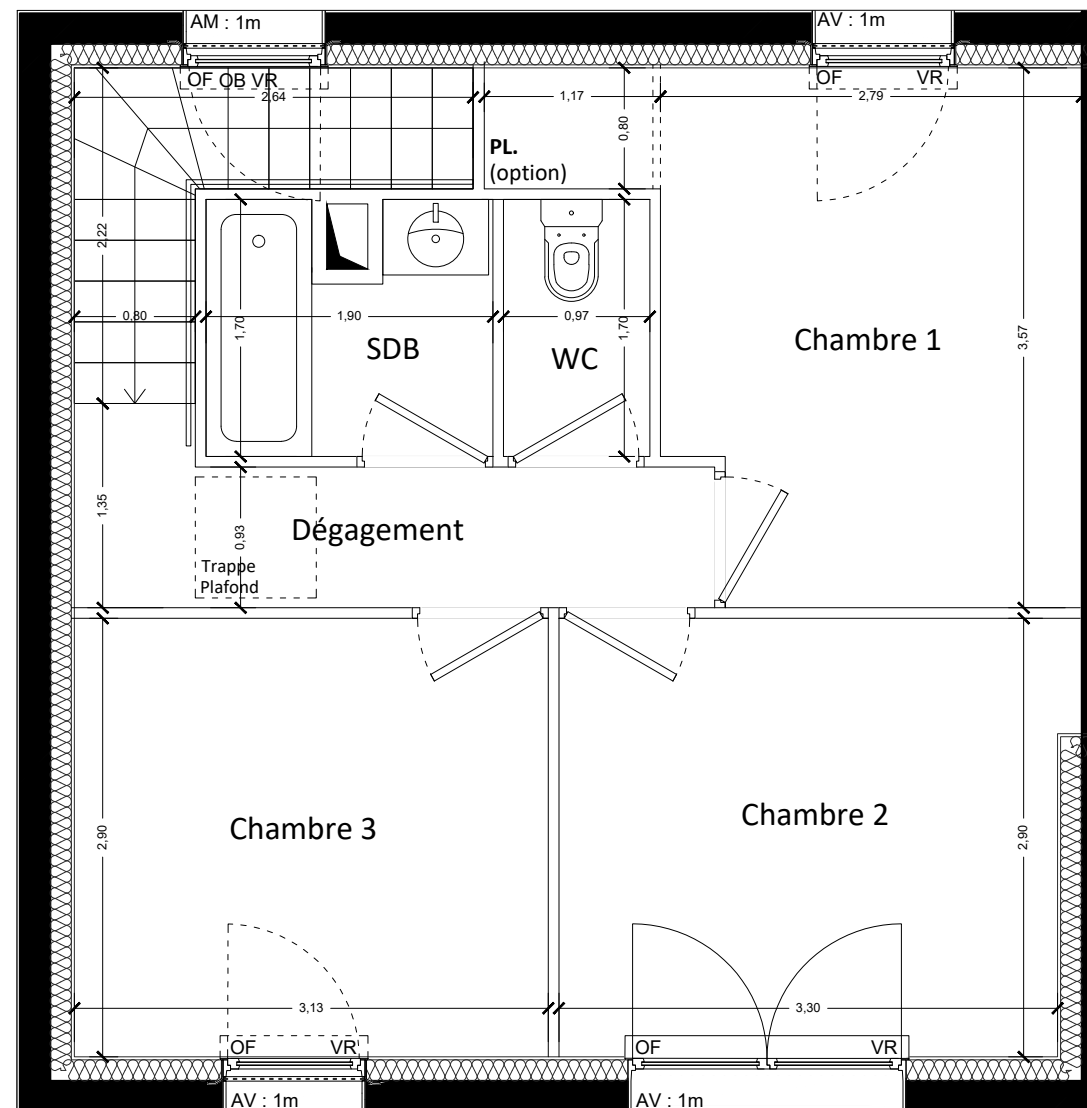 AM : 1m
AV : 1m
OF OB VR
OF VR
2,64
1,17
2,79
0,80
PL.
(option)
2,22
0,80
1,90
0,97
1,70
1,70
3,57
SDB
WC
Chambre 1
1,35
0,93
Dégagement
Trappe
Plafond
Chambre 3
Chambre 2
2,90
2,90
3,13
3,30
OF VR
OF VR
AV : 1m
AV : 1m